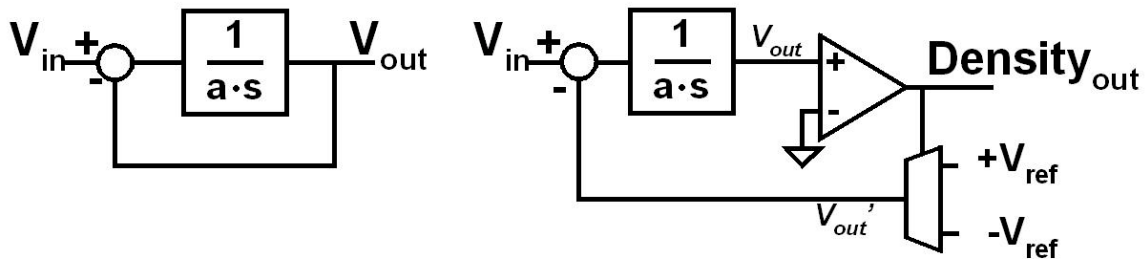 V_in
+
-
1
a·s
V_out
V_in
+
-
1
a·s
V_out
+
-
Density_out
+V_ref
V_out'
-V_ref